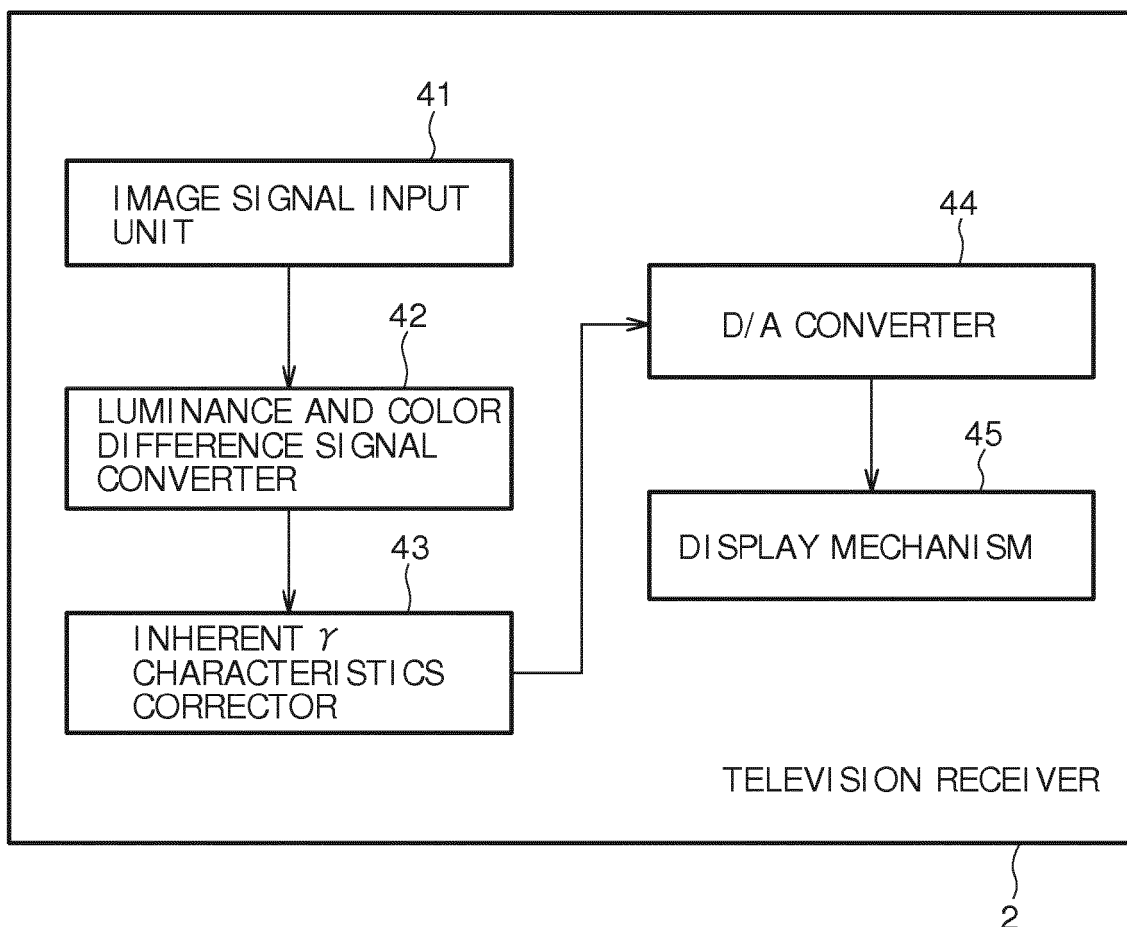 41
IMAGE SIGNAL INPUT
UNIT
42
LUMINANCE AND COLOR
DIFFERENCE SIGNAL
CONVERTER
43
INHERENT γ
CHARACTERISTICS
CORRECTOR
44
D/A CONVERTER
45
DISPLAY MECHANISM
TELEVISION RECEIVER
2